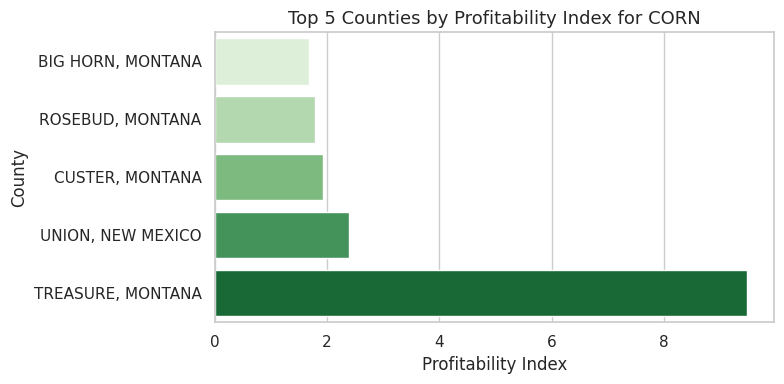 Top 5 Counties by Profitability Index for CORN
County
BIG HORN, MONTANA
ROSEBUD, MONTANA
CUSTER, MONTANA
UNION, NEW MEXICO
TREASURE, MONTANA
0 2 4 6 8
Profitability Index